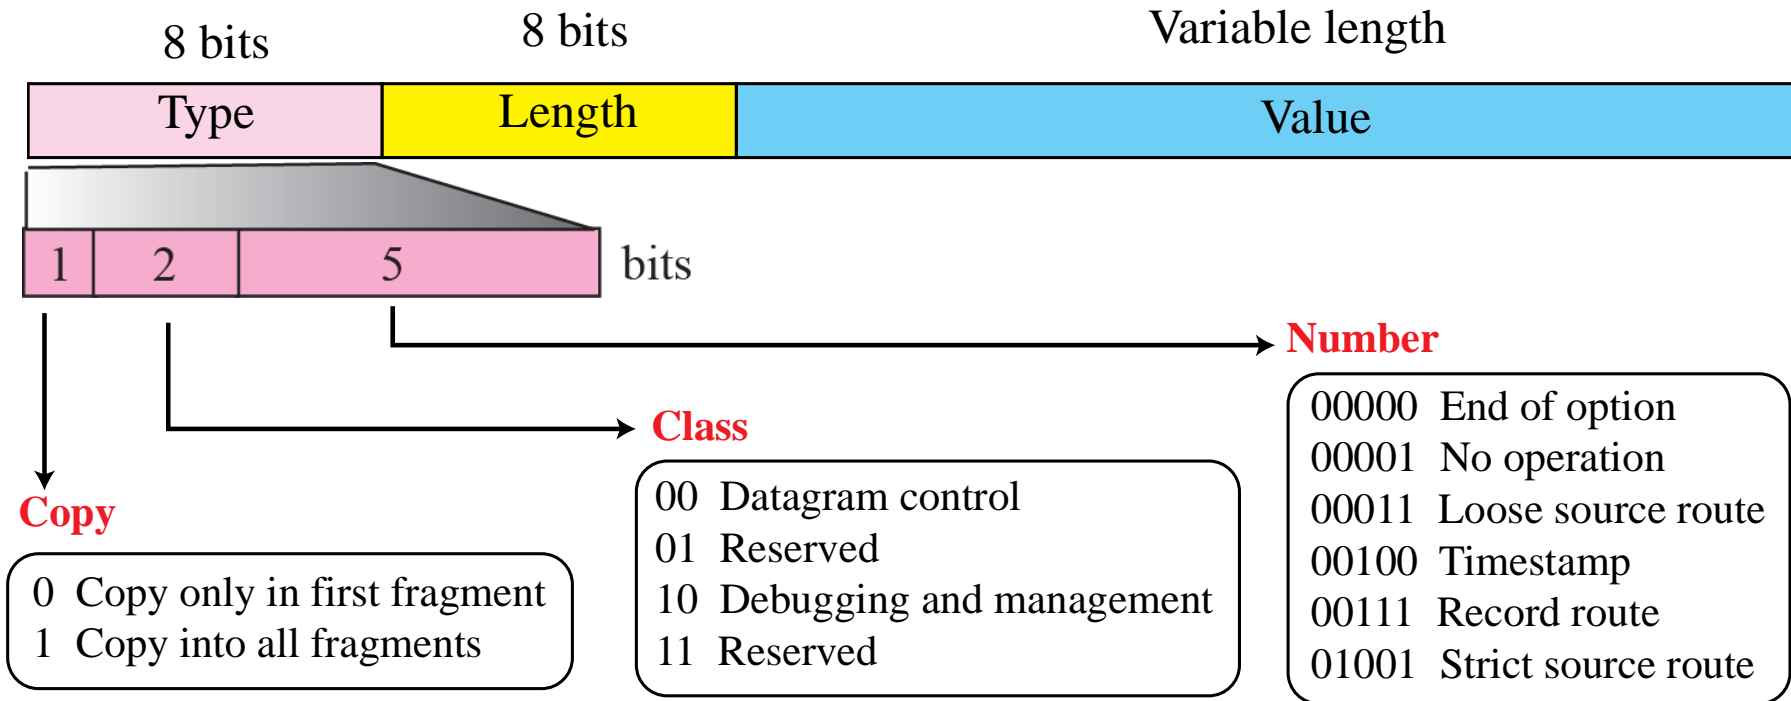 8 bits 8 bits Variable length
Type Length Value
1 2 5 bits
Number
00000 End of option
00001 No operation
00011 Loose source route
00100 Timestamp
00111 Record route
01001 Strict source route
Class
00 Datagram control
01 Reserved
10 Debugging and management
11 Reserved
Copy
0 Copy only in first fragment
1 Copy into all fragments